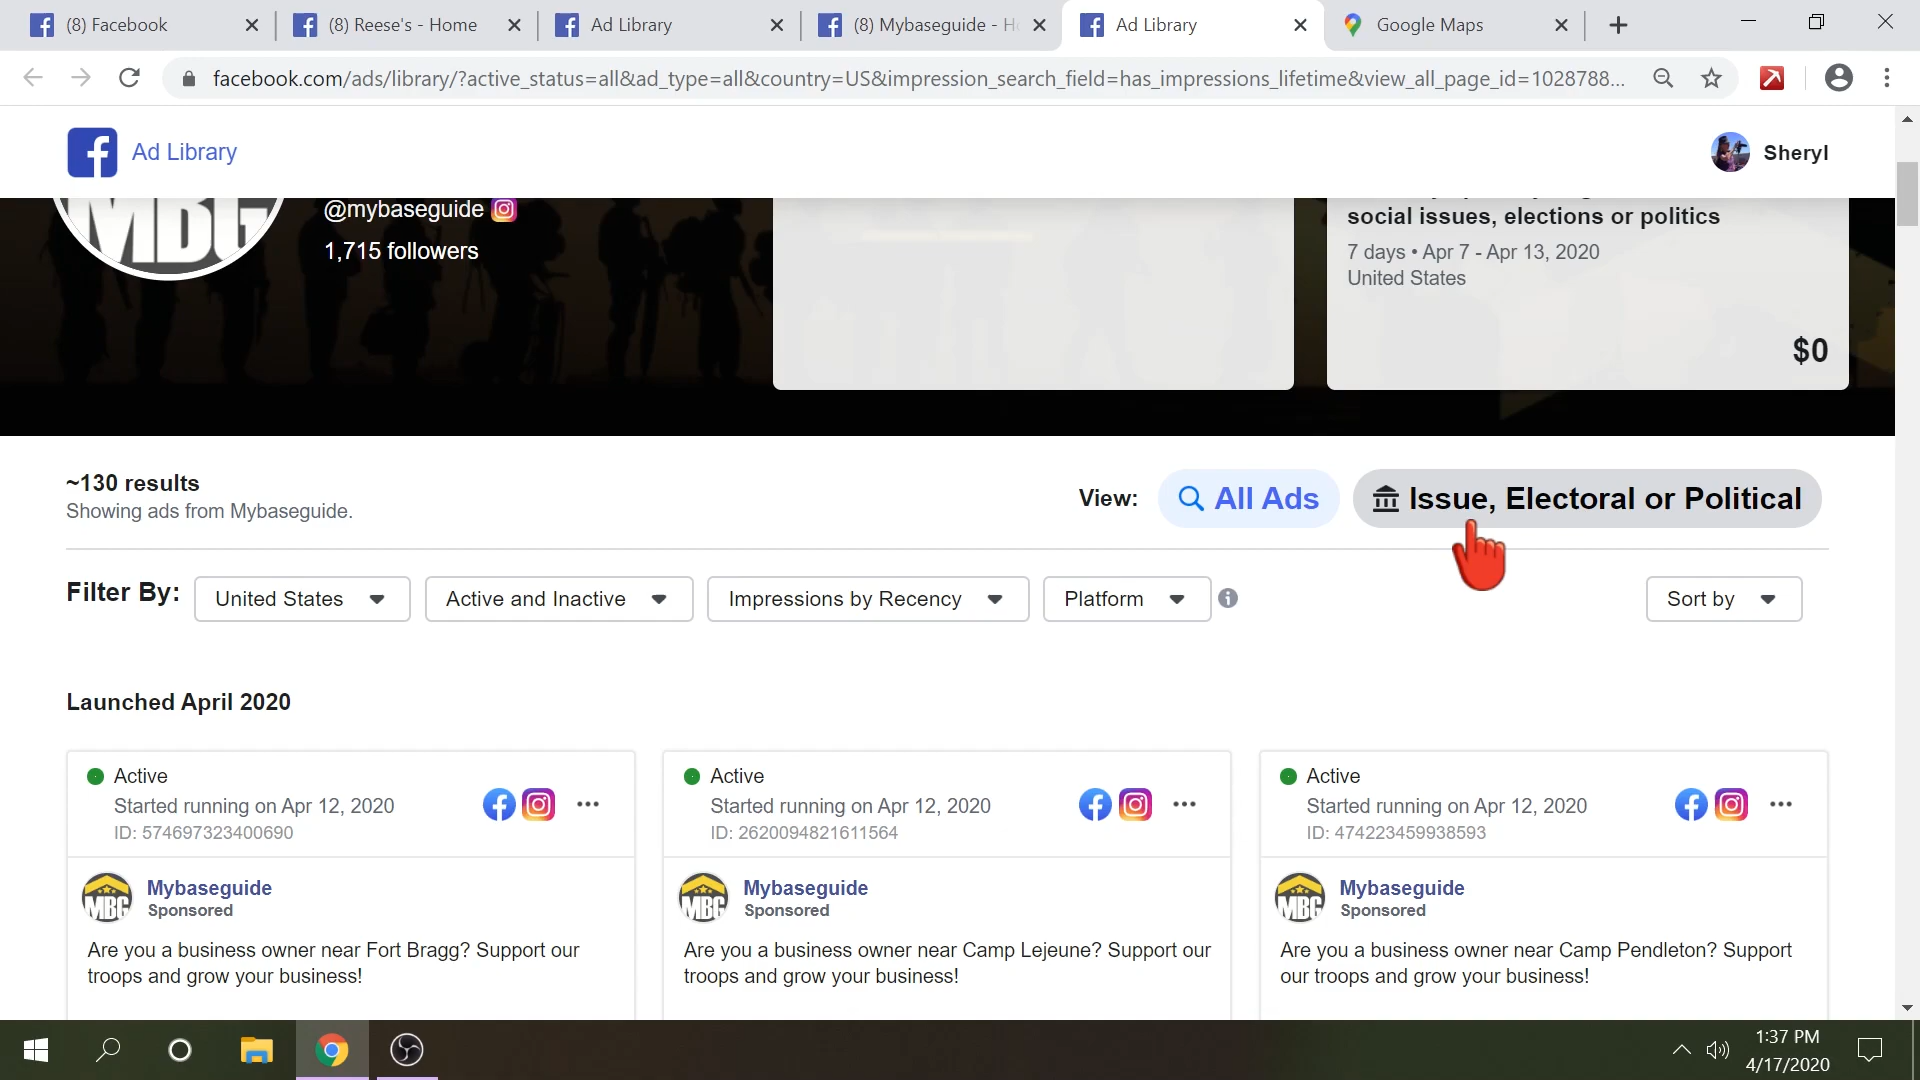 (8) Facebook
(8) Reese's - Home
Ad Library
(8) Mybaseguide - H
Ad Library
Google Maps
facebook.com/ads/library/?active_status=all&ad_type=all&country=US&impression_search_field=has_impressions_lifetime&view_all_page_id=1028788...
Ad Library
Sheryl
MBG
@mybaseguide
1,715 followers
social issues, elections or politics
7 days • Apr 7 - Apr 13, 2020
United States
$0
~130 results
Showing ads from Mybaseguide.
View:
All Ads
Issue, Electoral or Political
Filter By:
United States
Active and Inactive
Impressions by Recency
Platform
Sort by
Launched April 2020
Active
Started running on Apr 12, 2020
ID: 574697323400690
MBG
Mybaseguide
Sponsored
Are you a business owner near Fort Bragg? Support our
troops and grow your business!
Active
Started running on Apr 12, 2020
ID: 2620094821611564
MBG
Mybaseguide
Sponsored
Are you a business owner near Camp Lejeune? Support our
troops and grow your business!
Active
Started running on Apr 12, 2020
ID: 474223459938593
MBG
Mybaseguide
Sponsored
Are you a business owner near Camp Pendleton? Support
our troops and grow your business!
1:37 PM
4/17/2020